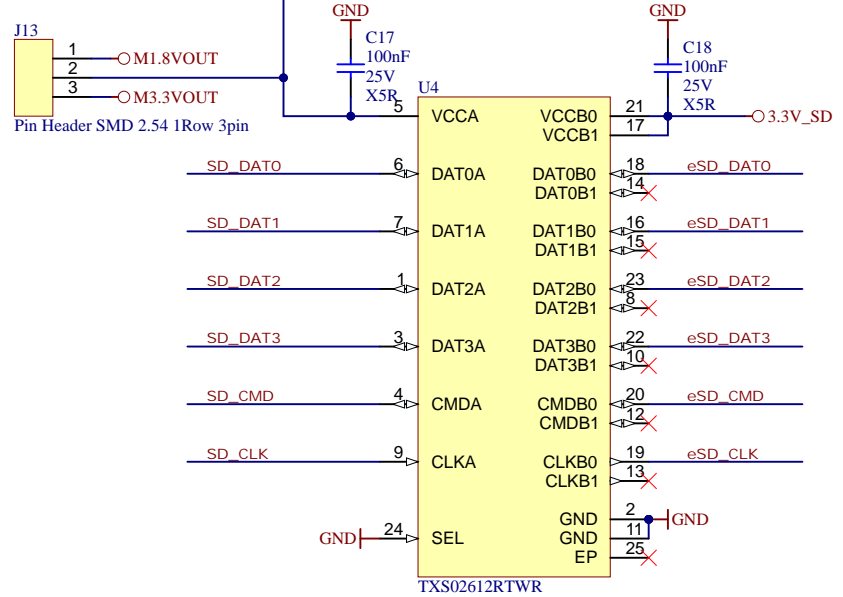 GND
GND
J13
C17
100nF
25V
X5R
C18
100nF
25V
X5R
1
2
3
M1.8VOUT
M3.3VOUT
Pin Header SMD 2.54 1Row 3pin
U4
5 VCCA VCCB0 21 3.3V_SD
VCCB1 17
SD_DAT0 6 DAT0A DAT0B0 18 eSD_DAT0
DAT0B1 14
SD_DAT1 7 DAT1A DAT1B0 16 eSD_DAT1
DAT1B1 15
SD_DAT2 1 DAT2A DAT2B0 23 eSD_DAT2
DAT2B1 8
SD_DAT3 3 DAT3A DAT3B0 22 eSD_DAT3
DAT3B1 10
SD_CMD 4 CMDA CMDB0 20 eSD_CMD
CMDB1 12
SD_CLK 9 CLKA CLKB0 19 eSD_CLK
CLKB1 13
GND 2 GND
GND 24 SEL GND 11
EP 25
TXS02612RTWR